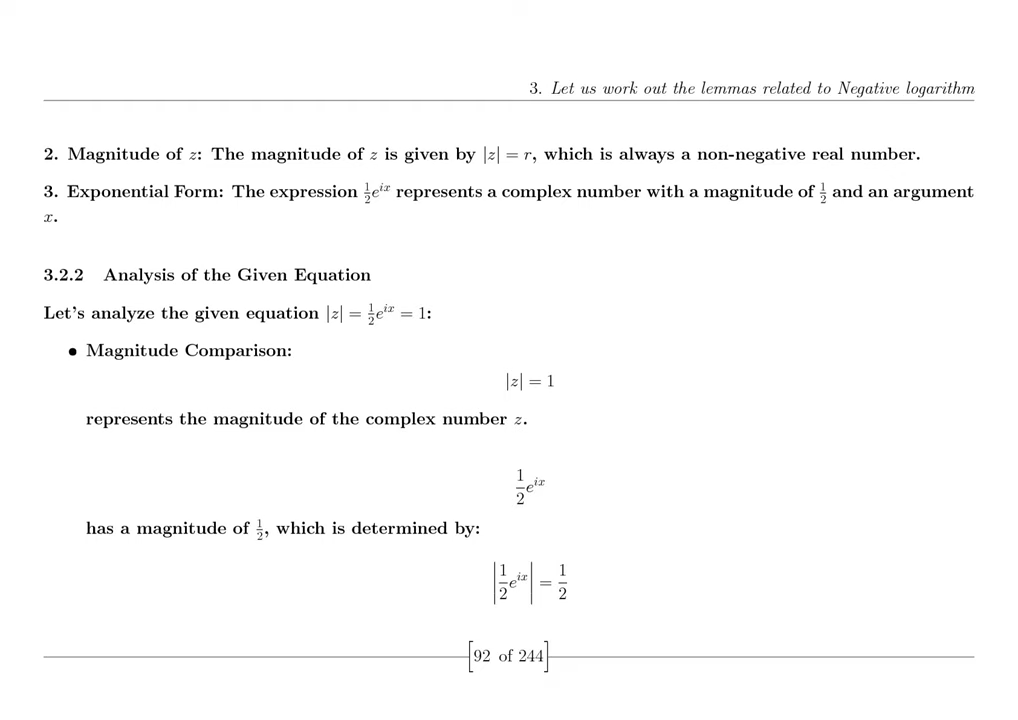 3. Let us work out the lemmas related to Negative logarithm
2. Magnitude of z: The magnitude of z is given by |z| = r, which is always a non-negative real number.
3. Exponential Form: The expression ½e^{ix} represents a complex number with a magnitude of ½ and an argument
x.
3.2.2 Analysis of the Given Equation
Let's analyze the given equation |z| = ½e^{ix} = 1:
• Magnitude Comparison:
|z| = 1
represents the magnitude of the complex number z.
½e^{ix}
has a magnitude of ½, which is determined by:
|½e^{ix}| = ½
[92 of 244]